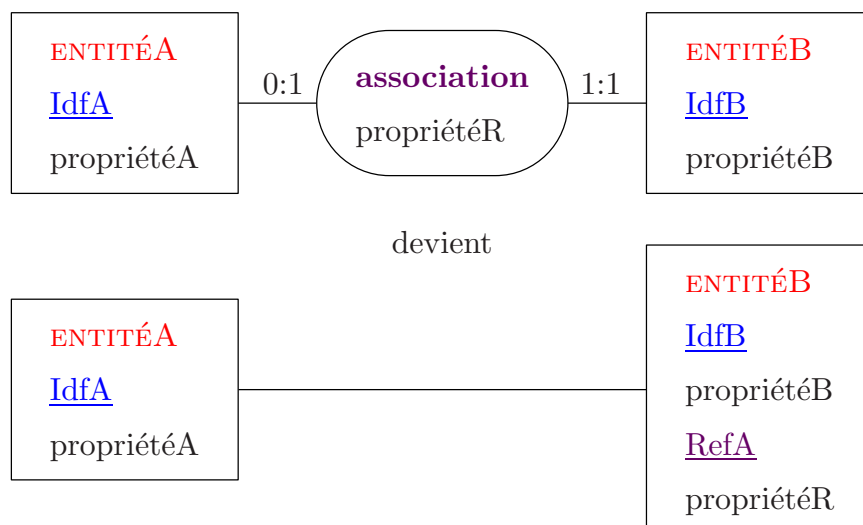 ENTITÉA
IdfA
propriétéA
0:1
association
propriétéR
1:1
ENTITÉB
IdfB
propriétéB
devient
ENTITÉA
IdfA
propriétéA
ENTITÉB
IdfB
propriétéB
RefA
propriétéR